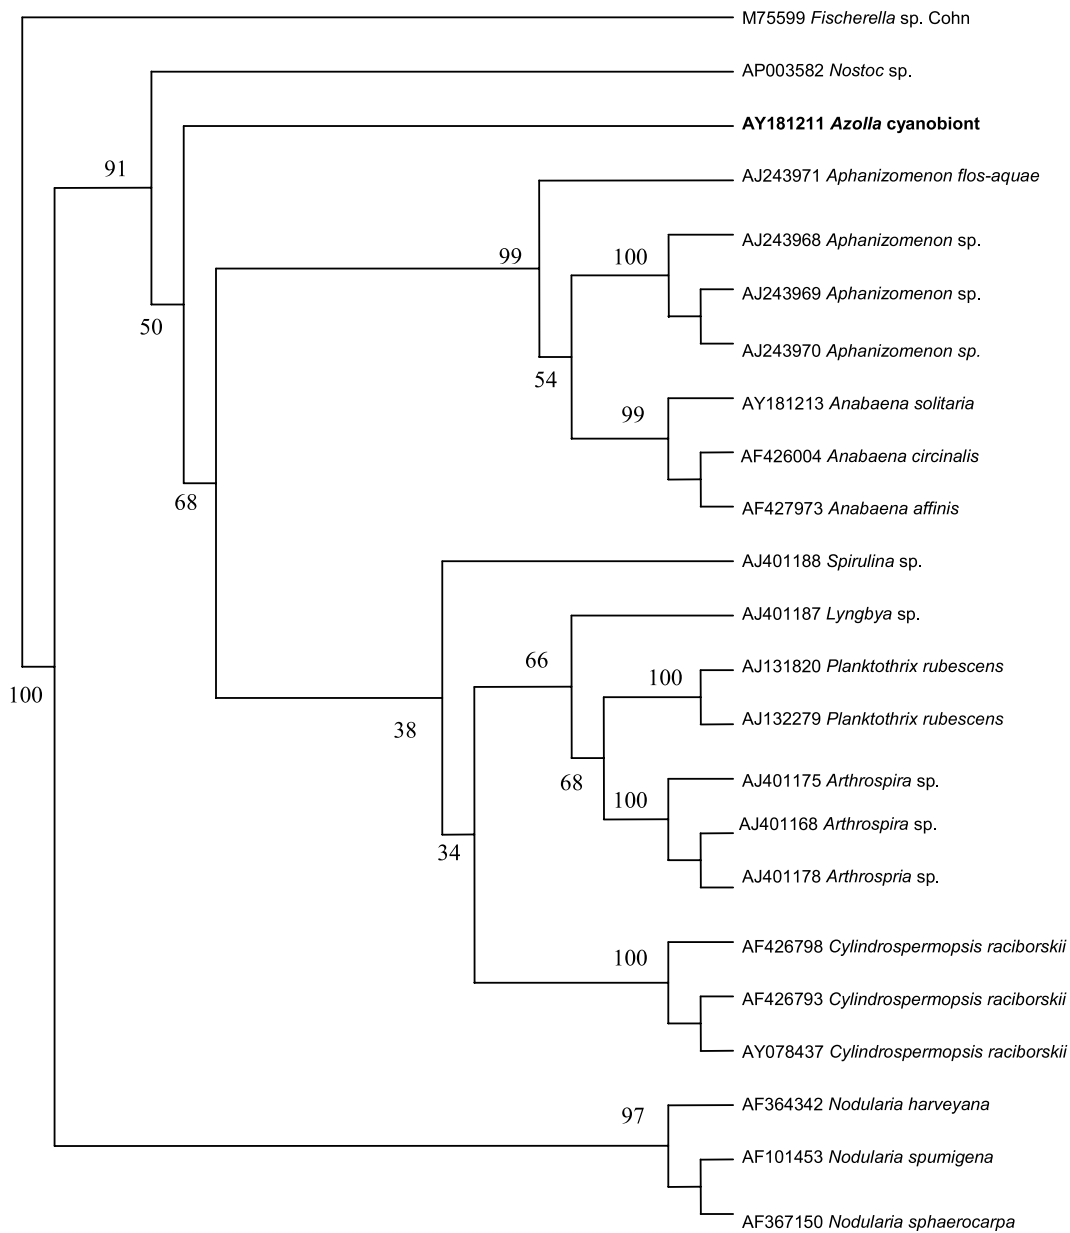 M75599 Fischerella sp. Cohn
AP003582 Nostoc sp.
AY181211 Azolla cyanobiont
91
AJ243971 Aphanizomenon flos-aquae
AJ243968 Aphanizomenon sp.
99
100
AJ243969 Aphanizomenon sp.
50
AJ243970 Aphanizomenon sp.
54
AY181213 Anabaena solitaria
99
AF426004 Anabaena circinalis
68
AF427973 Anabaena affinis
AJ401188 Spirulina sp.
AJ401187 Lyngbya sp.
66
AJ131820 Planktothrix rubescens
100
100
AJ132279 Planktothrix rubescens
38
68
AJ401175 Arthrospira sp.
100
AJ401168 Arthrospira sp.
34
AJ401178 Arthrospria sp.
AF426798 Cylindrospermopsis raciborskii
100
AF426793 Cylindrospermopsis raciborskii
AY078437 Cylindrospermopsis raciborskii
AF364342 Nodularia harveyana
97
AF101453 Nodularia spumigena
AF367150 Nodularia sphaerocarpa